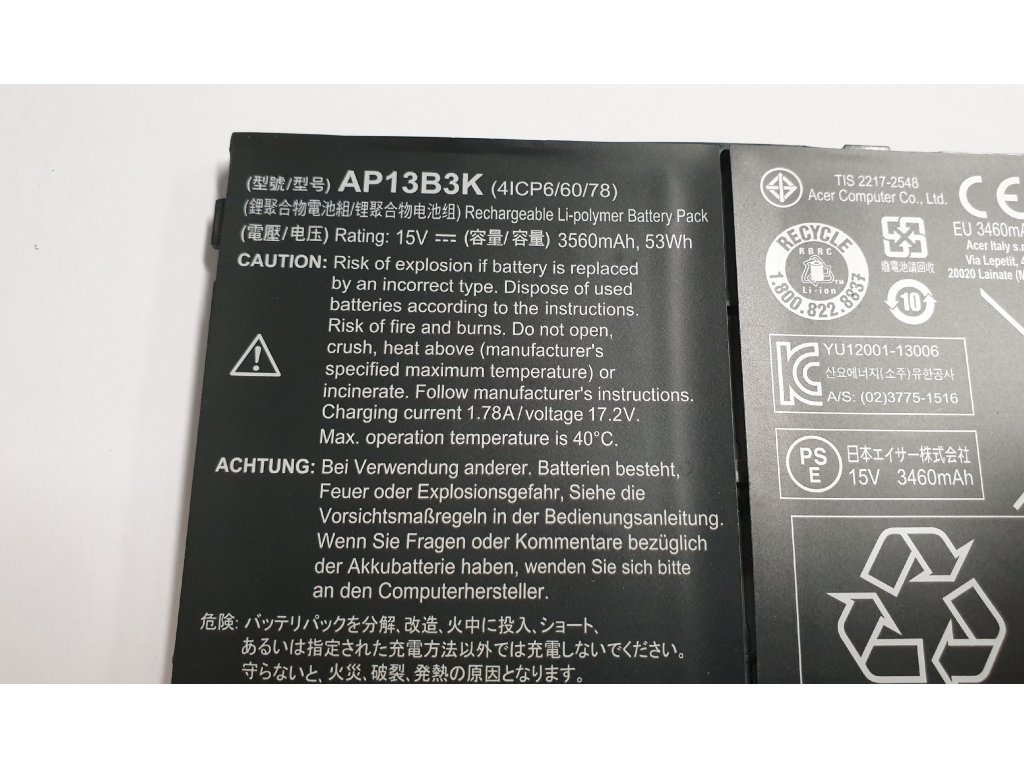 (型號/型号) AP13B3K (4ICP6/60/78)
(鋰聚合物電池組/锂聚合物电池组) Rechargeable Li-polymer Battery Pack
(電壓/电压) Rating: 15V ⎓ (容量/容量) 3560mAh, 53Wh
CAUTION: Risk of explosion if battery is replaced
by an incorrect type. Dispose of used
batteries according to the instructions.
Risk of fire and burns. Do not open,
crush, heat above (manufacturer's
specified maximum temperature) or
incinerate. Follow manufacturer's instructions.
Charging current 1.78A/voltage 17.2V.
Max. operation temperature is 40°C.
ACHTUNG: Bei Verwendung anderer. Batterien besteht,
Feuer oder Explosionsgefahr, Siehe die
Vorsichtsmaßregeln in der Bedienungsanleitung.
Wenn Sie Fragen oder Kommentare bezüglich
der Akkubatterie haben, wenden Sie sich bitte
an den Computerhersteller.
危険: バッテリパックを分解、改造、火中に投入、ショート、
あるいは指定された充電方法以外では充電しないでください。
守らないと、火災、破裂、発熱の原因となります。
TIS 2217-2548
Acer Computer Co., Ltd.
CE
EU 3460mA
Acer Italy s.r
Via Lepetit, 4
20020 Lainate (M
RECYCLE
RBRC
Li-ion
TM
1.800.822.8837
廢電池請回收
10
YU12001-13006
산요에너지(소주)유한공사
A/S: (02)3775-1516
PS
E
日本エイサー株式会社
15V 3460mAh